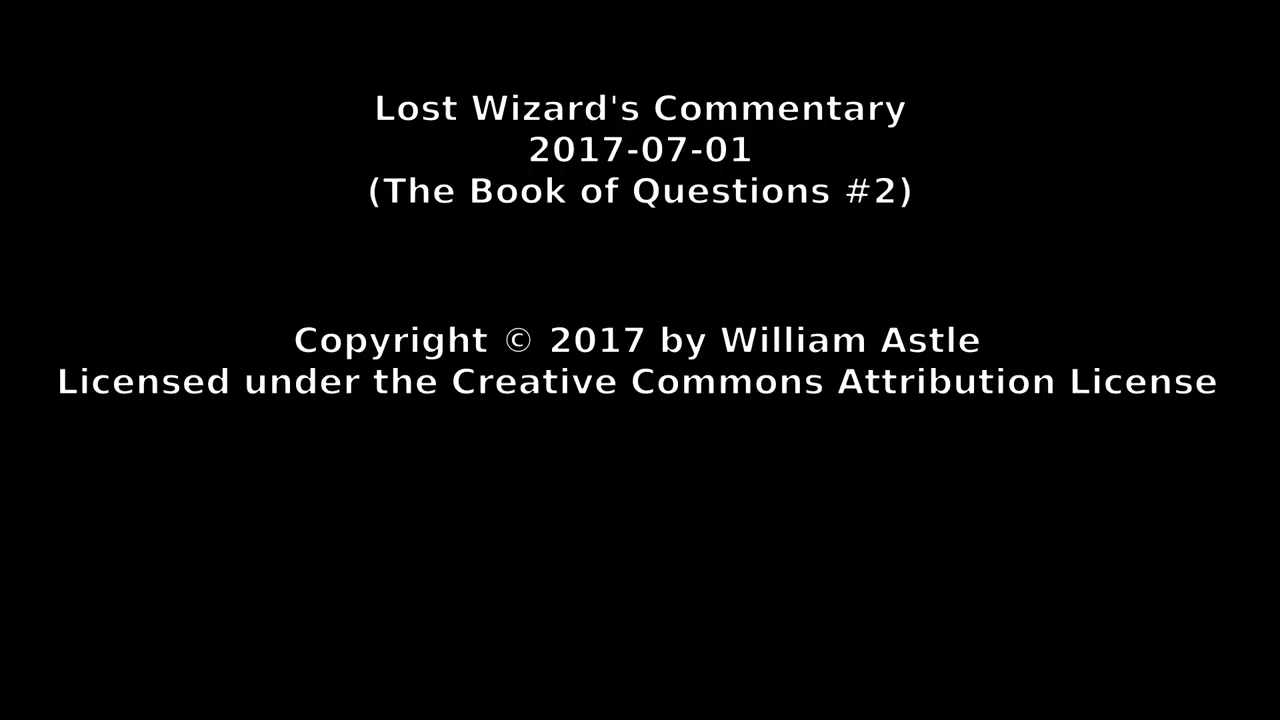 Lost Wizard's Commentary
2017-07-01
(The Book of Questions #2)
Copyright © 2017 by William Astle
Licensed under the Creative Commons Attribution License